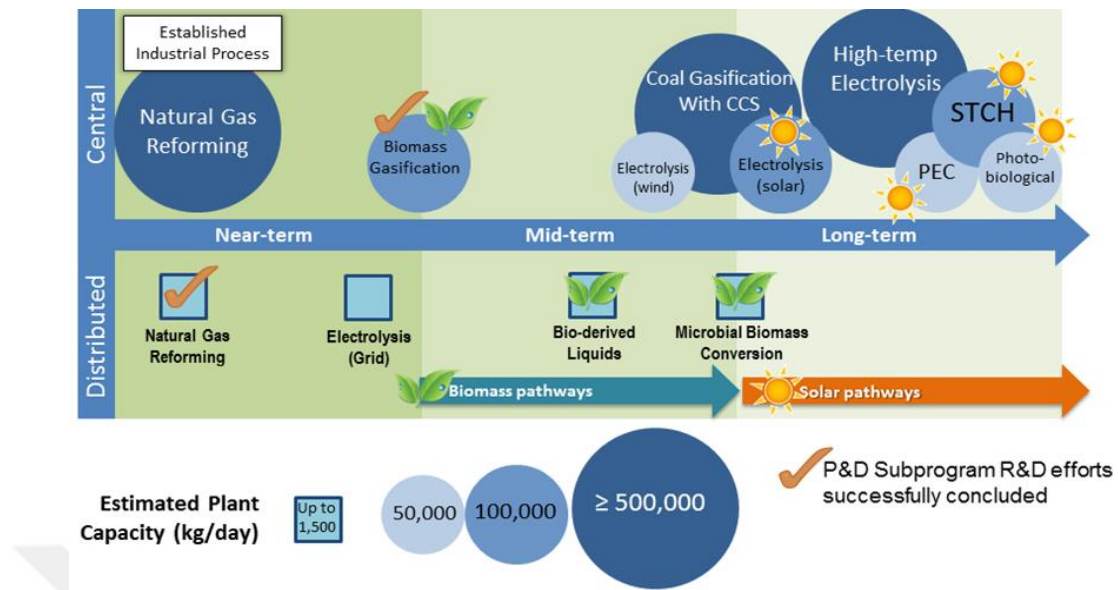 Established
Industrial Process
Central
Natural Gas
Reforming
Biomass
Gasification
Electrolysis
(wind)
Coal Gasification
With CCS
Electrolysis
(solar)
High-temp
Electrolysis
STCH
PEC
Photo-
biological
Near-term
Mid-term
Long-term
Distributed
Natural Gas
Reforming
Electrolysis
(Grid)
Bio-derived
Liquids
Microbial Biomass
Conversion
Biomass pathways
Solar pathways
Estimated Plant
Capacity (kg/day)
Up to
1,500
50,000
100,000
≥ 500,000
P&D Subprogram R&D efforts
successfully concluded